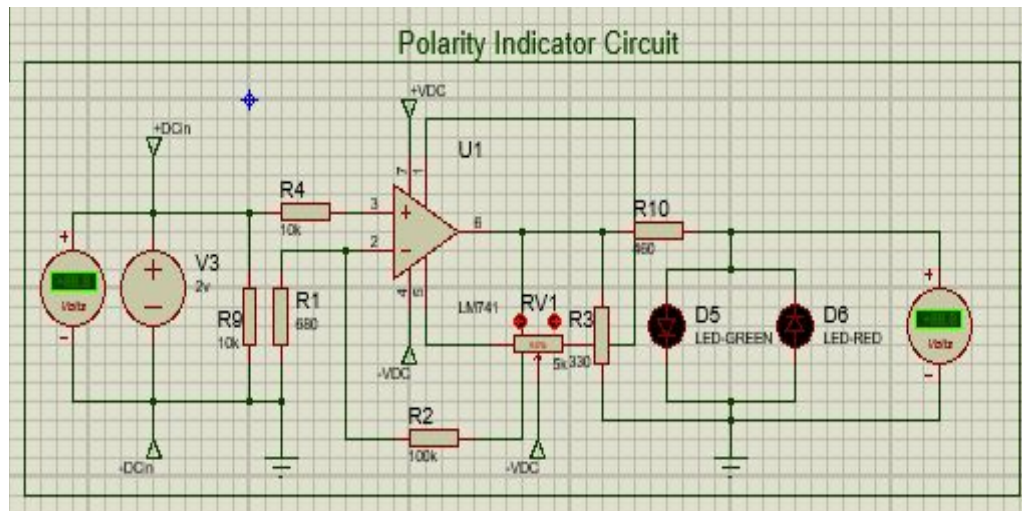 Polarity Indicator Circuit
+VDC
+DCin
U1
7
1
R4
3
6
R10
10k
2
460
+
V3
+
2v
R1
4
5
LM741
RV1
R3
D5
D6
Volts
R9
680
LED-GREEN
LED-RED
Volts
10k
5k
330
-VDC
R2
100k
-DCin
-VDC